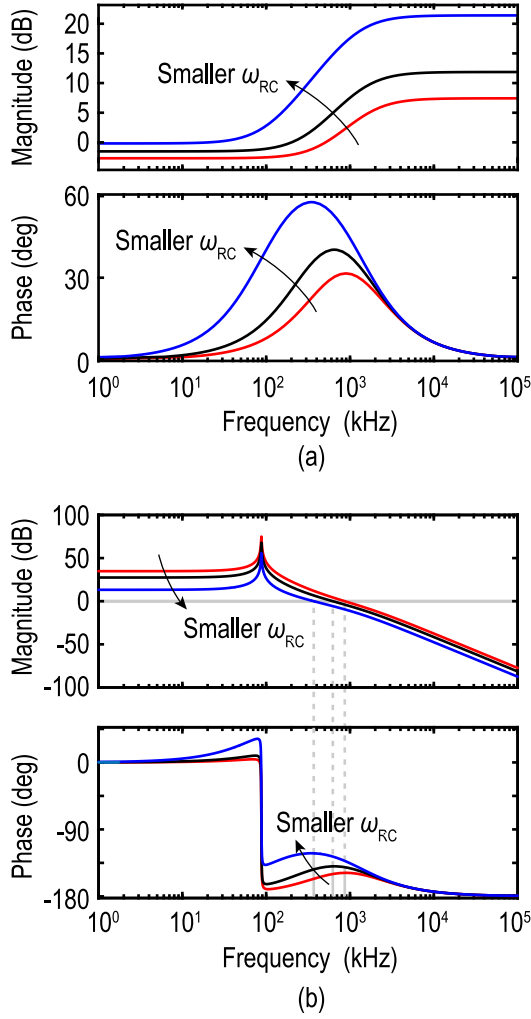 Magnitude (dB)
20
15
10
5
0
Smaller ωRC
Phase (deg)
60
30
0
Smaller ωRC
10^0 10^1 10^2 10^3 10^4 10^5
Frequency (kHz)
(a)
Magnitude (dB)
100
50
0
-50
-100
Smaller ωRC
Phase (deg)
0
-90
-180
Smaller ωRC
10^0 10^1 10^2 10^3 10^4 10^5
Frequency (kHz)
(b)